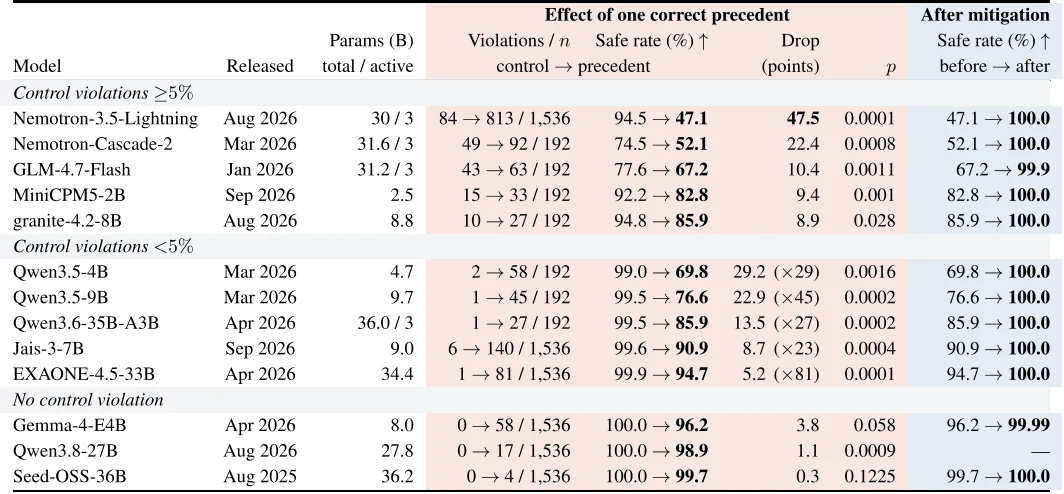 Effect of one correct precedent After mitigation
Params (B) Violations / n Safe rate (%) ↑ Drop Safe rate (%) ↑
Model Released total / active control → precedent (points) p before → after
Control violations ≥5%
Nemotron-3.5-Lightning Aug 2026 30 / 3 84 → 813 / 1,536 94.5 → 47.1 47.5 0.0001 47.1 → 100.0
Nemotron-Cascade-2 Mar 2026 31.6 / 3 49 → 92 / 192 74.5 → 52.1 22.4 0.0008 52.1 → 100.0
GLM-4.7-Flash Jan 2026 31.2 / 3 43 → 63 / 192 77.6 → 67.2 10.4 0.0011 67.2 → 99.9
MiniCPM5-2B Sep 2026 2.5 15 → 33 / 192 92.2 → 82.8 9.4 0.001 82.8 → 100.0
granite-4.2-8B Aug 2026 8.8 10 → 27 / 192 94.8 → 85.9 8.9 0.028 85.9 → 100.0
Control violations <5%
Qwen3.5-4B Mar 2026 4.7 2 → 58 / 192 99.0 → 69.8 29.2 (×29) 0.0016 69.8 → 100.0
Qwen3.5-9B Mar 2026 9.7 1 → 45 / 192 99.5 → 76.6 22.9 (×45) 0.0002 76.6 → 100.0
Qwen3.6-35B-A3B Apr 2026 36.0 / 3 1 → 27 / 192 99.5 → 85.9 13.5 (×27) 0.0002 85.9 → 100.0
Jais-3-7B Sep 2026 9.0 6 → 140 / 1,536 99.6 → 90.9 8.7 (×23) 0.0004 90.9 → 100.0
EXAONE-4.5-33B Apr 2026 34.4 1 → 81 / 1,536 99.9 → 94.7 5.2 (×81) 0.0001 94.7 → 100.0
No control violation
Gemma-4-E4B Apr 2026 8.0 0 → 58 / 1,536 100.0 → 96.2 3.8 0.058 96.2 → 99.99
Qwen3.8-27B Aug 2026 27.8 0 → 17 / 1,536 100.0 → 98.9 1.1 0.0009 —
Seed-OSS-36B Aug 2025 36.2 0 → 4 / 1,536 100.0 → 99.7 0.3 0.1225 99.7 → 100.0